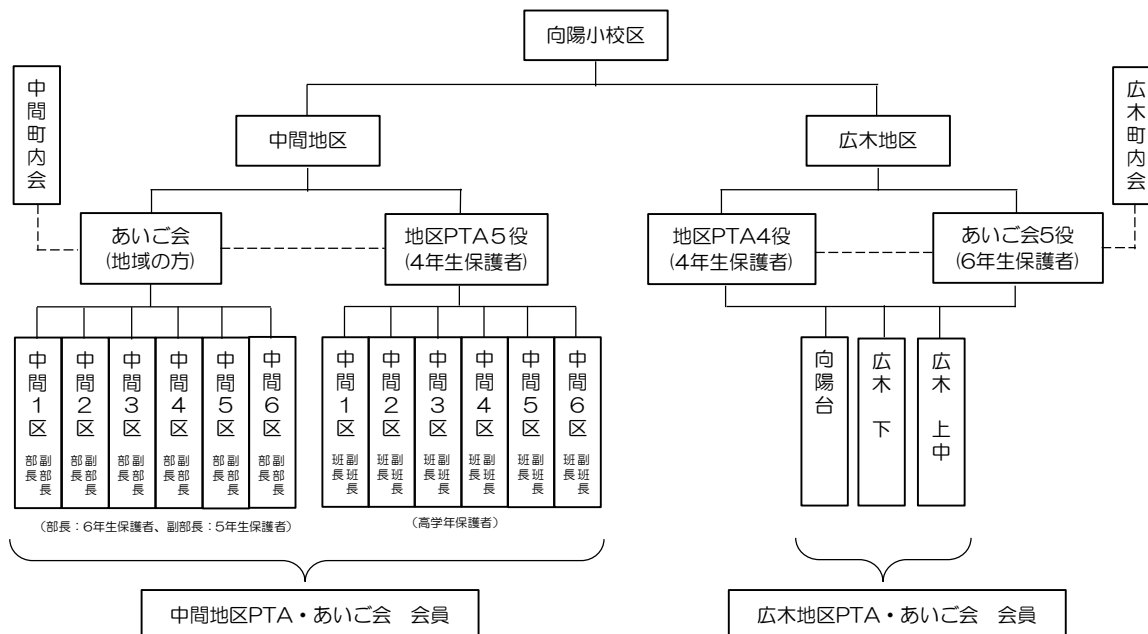 向陽小校区
中間町内会
広木町内会
中間地区
広木地区
あいご会
(地域の方)
地区PTA5役
(4年生保護者)
地区PTA4役
(4年生保護者)
あいご会5役
(6年生保護者)
中間1区
副部長
部長
中間2区
副部長
部長
中間3区
副部長
部長
中間4区
副部長
部長
中間5区
副部長
部長
中間6区
副部長
部長
中間1区
副班長
班長
中間2区
副班長
班長
中間3区
副班長
班長
中間4区
副班長
班長
中間5区
副班長
班長
中間6区
副班長
班長
向陽台
広木 下
広木 上中
(部長:6年生保護者、副部長:5年生保護者)
(高学年保護者)
中間地区PTA・あいご会 会員
広木地区PTA・あいご会 会員